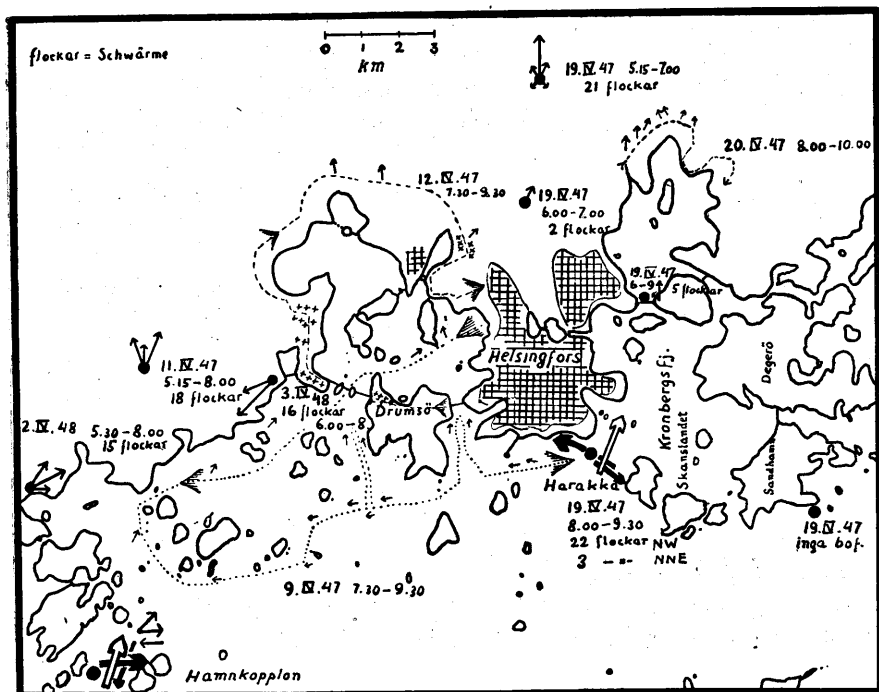 flockar = Schwärme
0 1 2 3
km
19.IV.47 5.15-7.00
21 flockar
20.IV.47 8.00-10.00
12.IV.47
7.30-9.30
19.IV.47
6.00-7.00
2 flockar
19.IV.47
6-9
5 flockar
11.IV.47
5.15-8.00
18 flockar
3.IV.48
16 flockar
6.00-8
Helsingfors
Drumsö
Kronbergsfj.
Skanslandet
Degerö
Sandhamn
2.IV.48 5.30-8.00
15 flockar
Harakka
19.IV.47
8.00-9.30
22 flockar NW
3 -"- NNE
19.IV.47
inga bof.
9.IV.47 7.30-9.30
Hamnkopplon